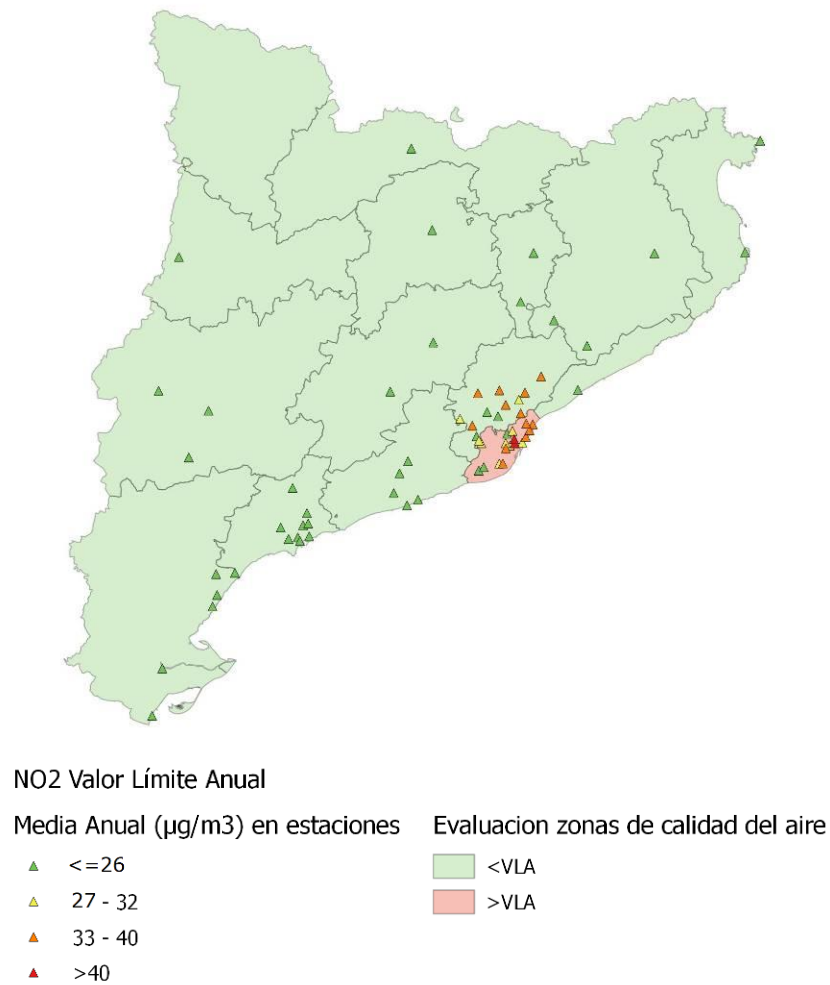 NO2 Valor Límite Anual
Media Anual (µg/m3) en estaciones
<=26
27 - 32
33 - 40
>40
Evaluacion zonas de calidad del aire
<VLA
>VLA